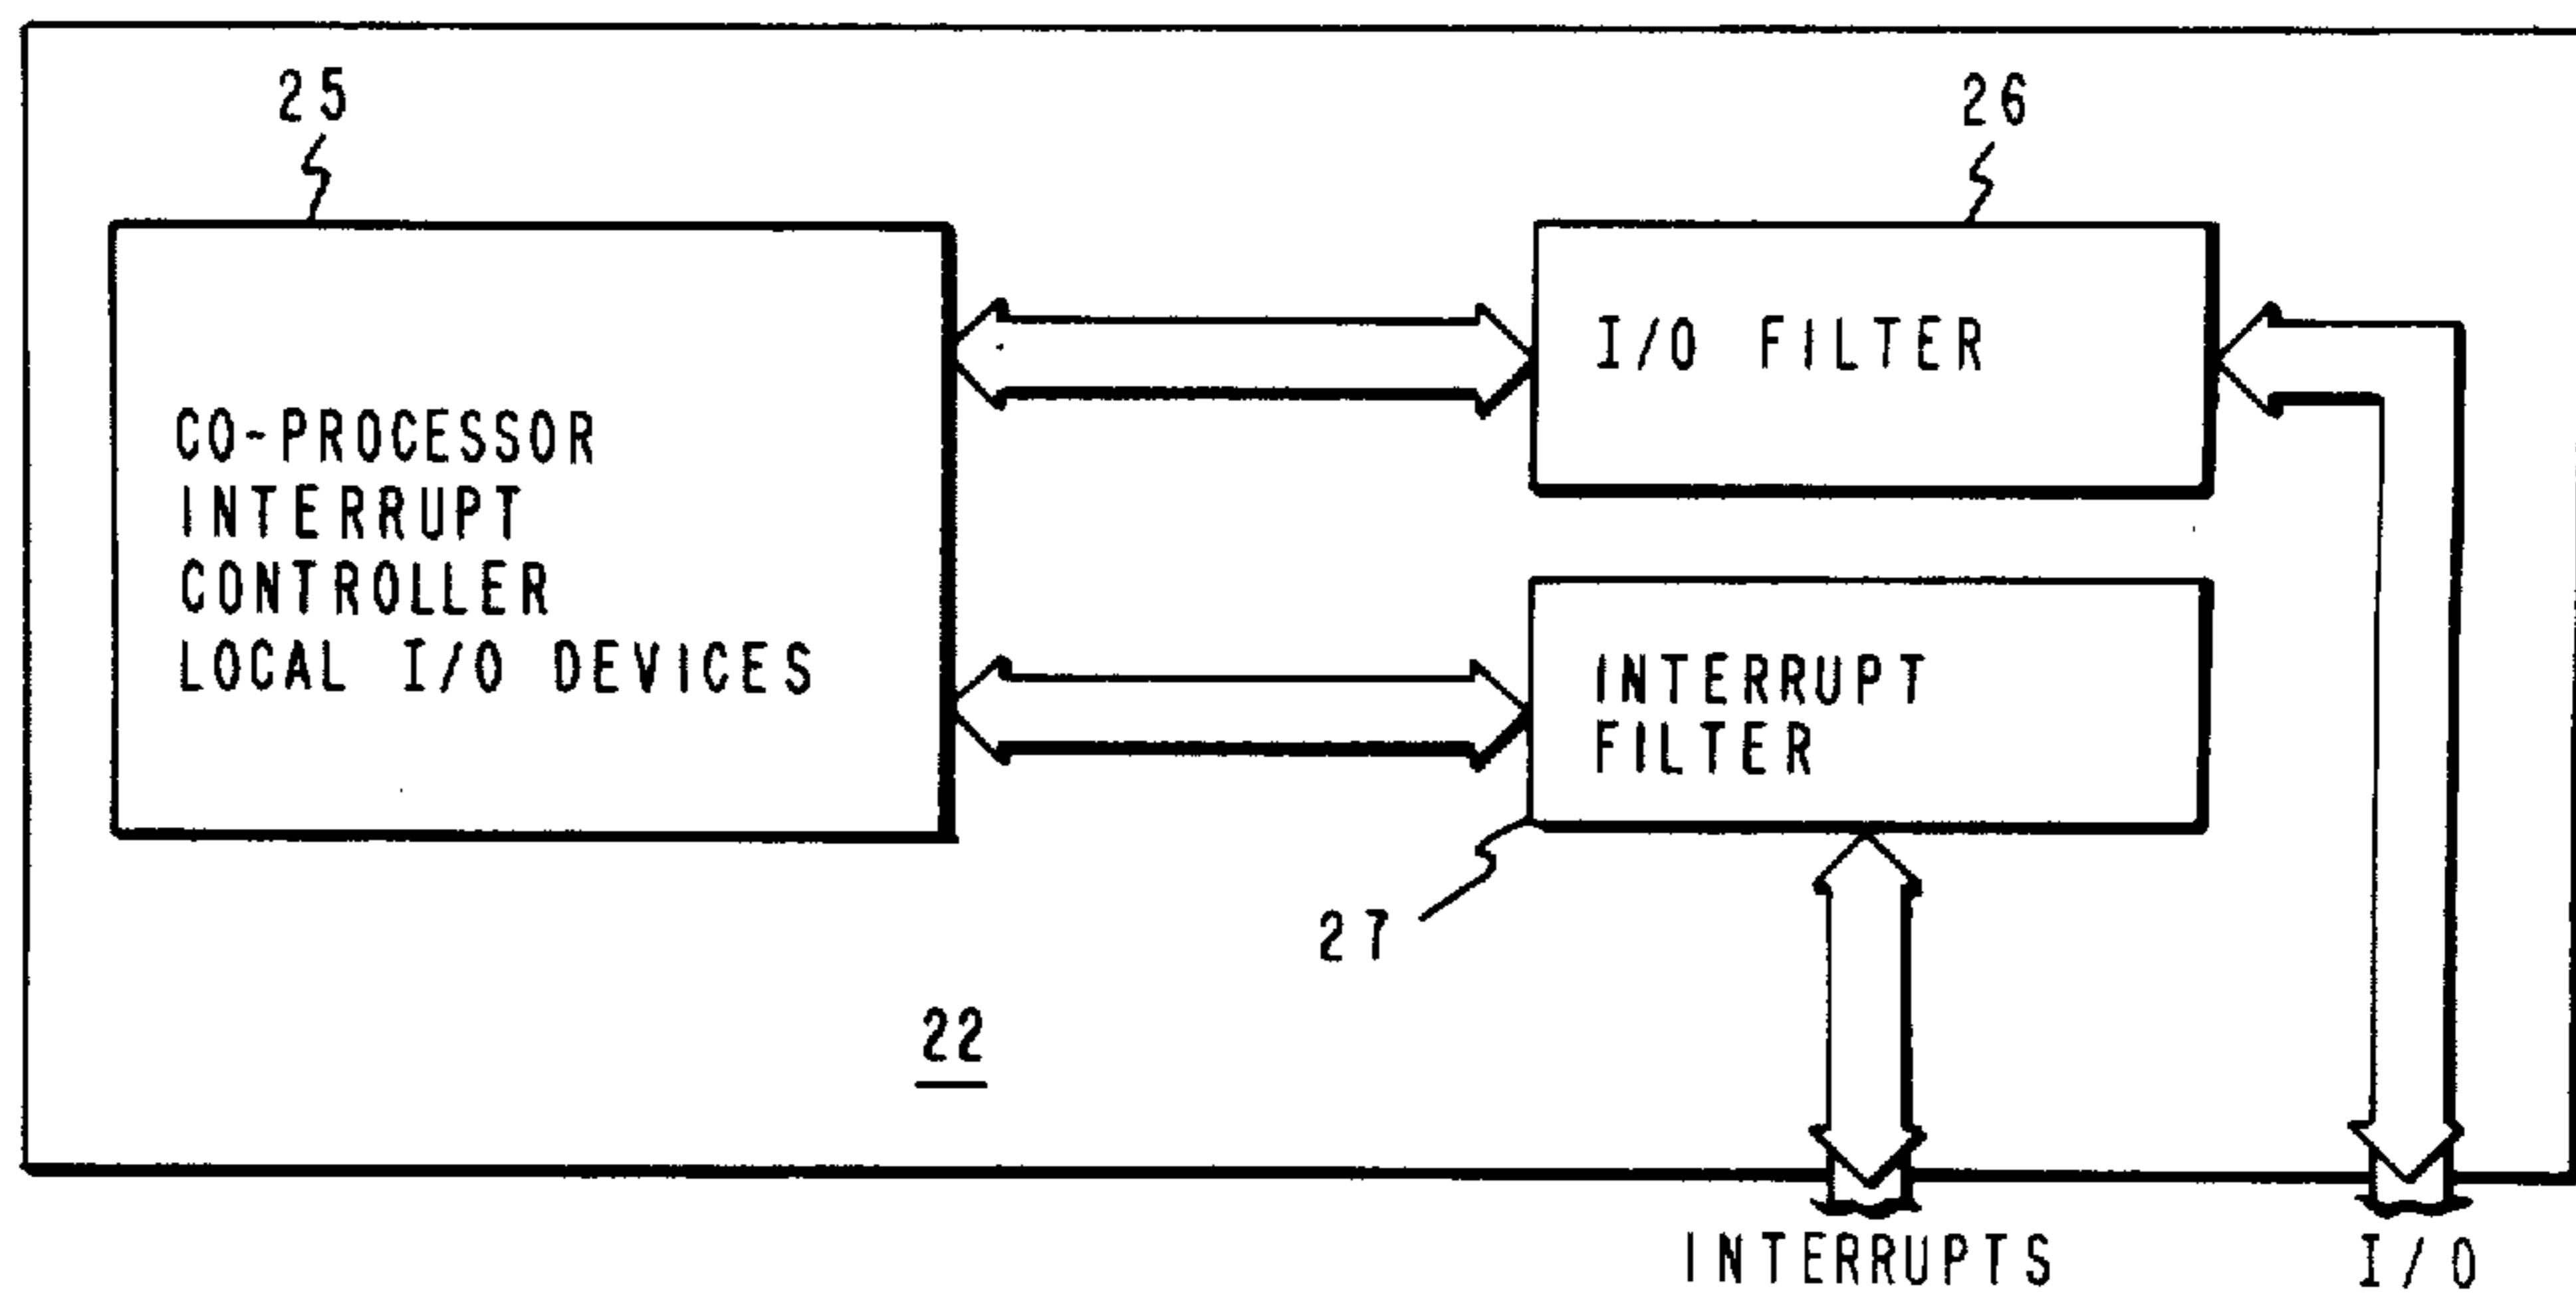 25
26
CO-PROCESSOR
INTERRUPT
CONTROLLER
LOCAL I/O DEVICES
I/O FILTER
INTERRUPT
FILTER
27
22
INTERRUPTS
I/O